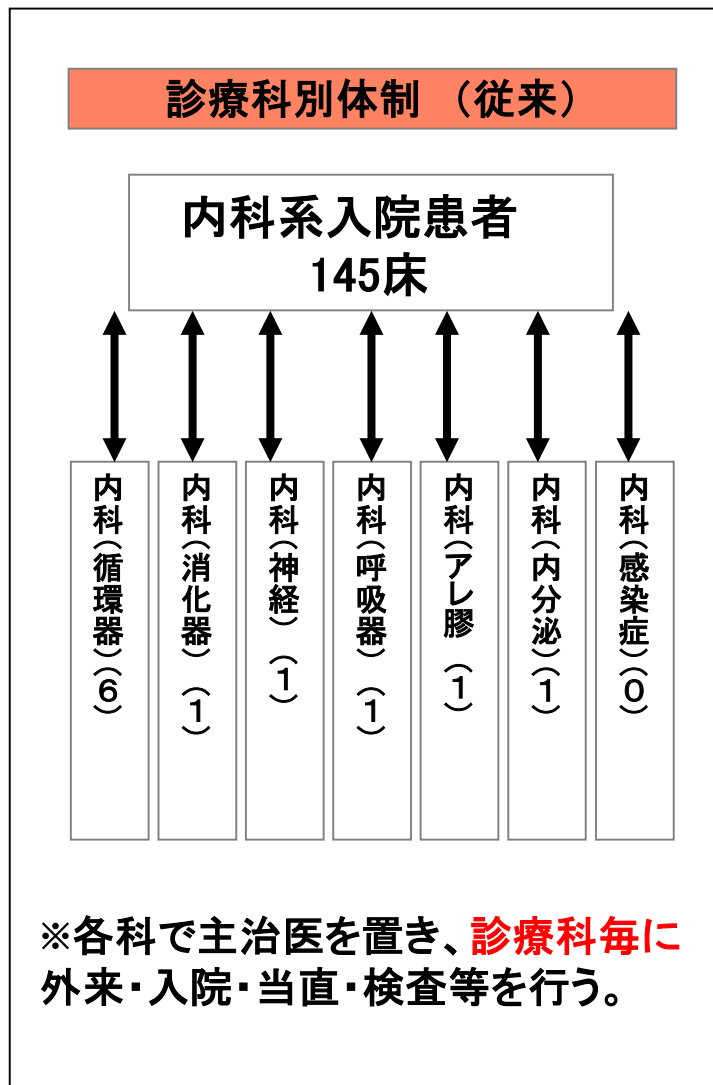 診療科別体制 （従来）
内科系入院患者
145床
内科（循環器）（６）
内科（消化器）（１）
内科（神経）（１）
内科（呼吸器）（１）
内科（アレ膠）（１）
内科（内分泌）（１）
内科（感染症）（０）
※各科で主治医を置き、診療科毎に
外来・入院・当直・検査等を行う。